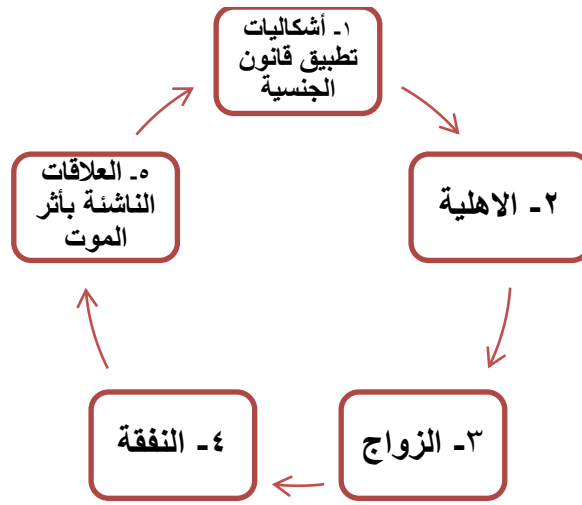 ١- أشكاليات
تطبيق قانون
الجنسية
٢- الاهلية
٣- الزواج
٤- النفقة
٥- العلاقات
الناشئة بأثر
الموت